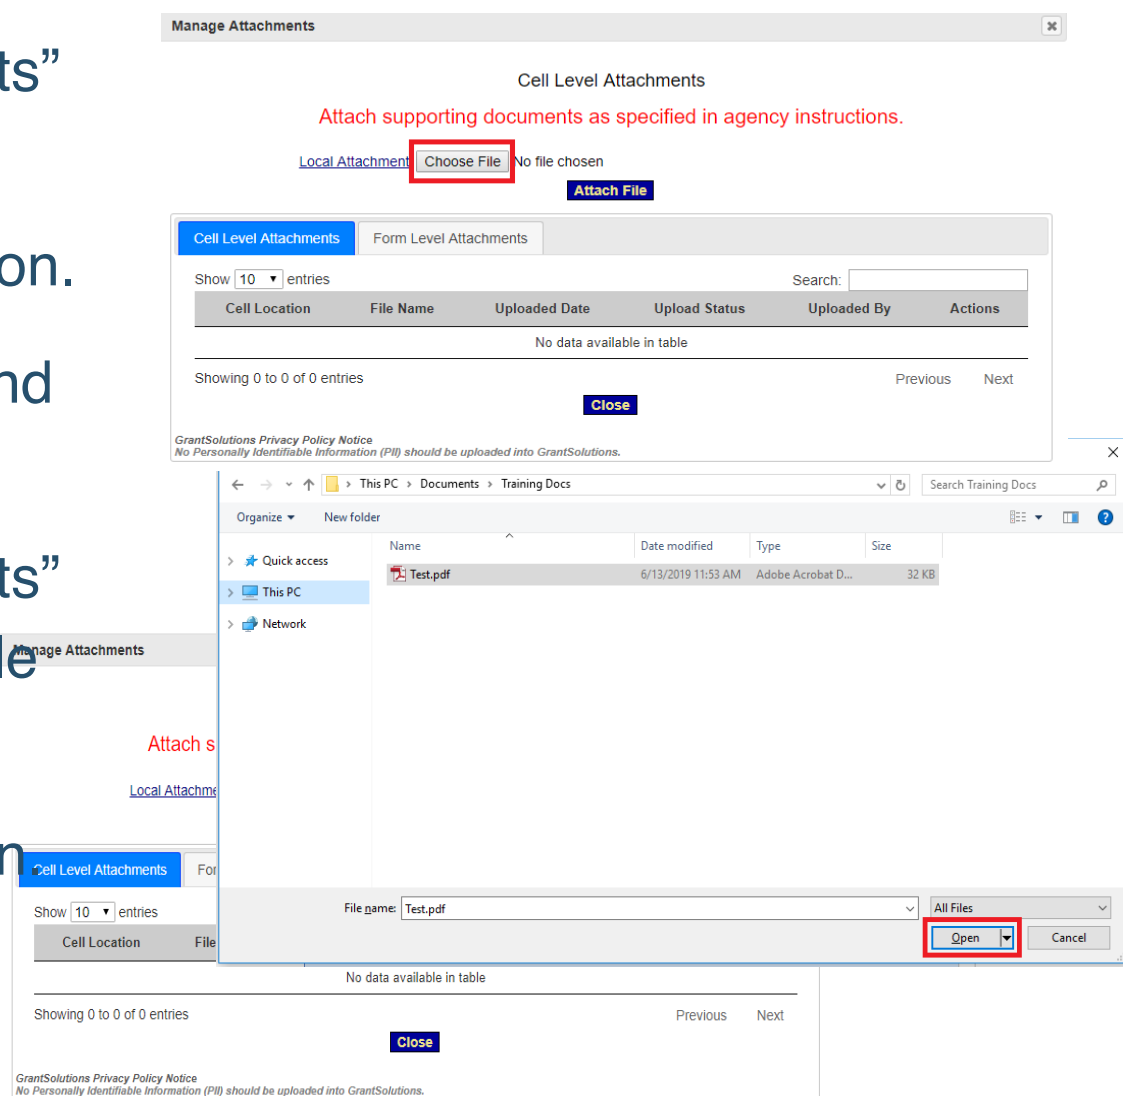 Manage Attachments
ts”
Cell Level Attachments
Attach supporting documents as specified in agency instructions.
Local Attachment Choose File No file chosen
Attach File
Cell Level Attachments Form Level Attachments
on.
Show 10 entries Search:
Cell Location File Name Uploaded Date Upload Status Uploaded By Actions
No data available in table
nd
Showing 0 to 0 of 0 entries Previous Next
Close
GrantSolutions Privacy Policy Notice
No Personally Identifiable Information (PII) should be uploaded into GrantSolutions.
This PC > Documents > Training Docs Search Training Docs
Organize New folder
Name Date modified Type Size
Quick access
Test.pdf 6/13/2019 11:53 AM Adobe Acrobat D... 32 KB
ts”
This PC
Network
le
Manage Attachments
Attach s
Local Attachme
n.
Cell Level Attachments For
File name: Test.pdf All Files
Show 10 entries
Open Cancel
Cell Location File
No data available in table
Showing 0 to 0 of 0 entries Previous Next
Close
GrantSolutions Privacy Policy Notice
No Personally Identifiable Information (PII) should be uploaded into GrantSolutions.